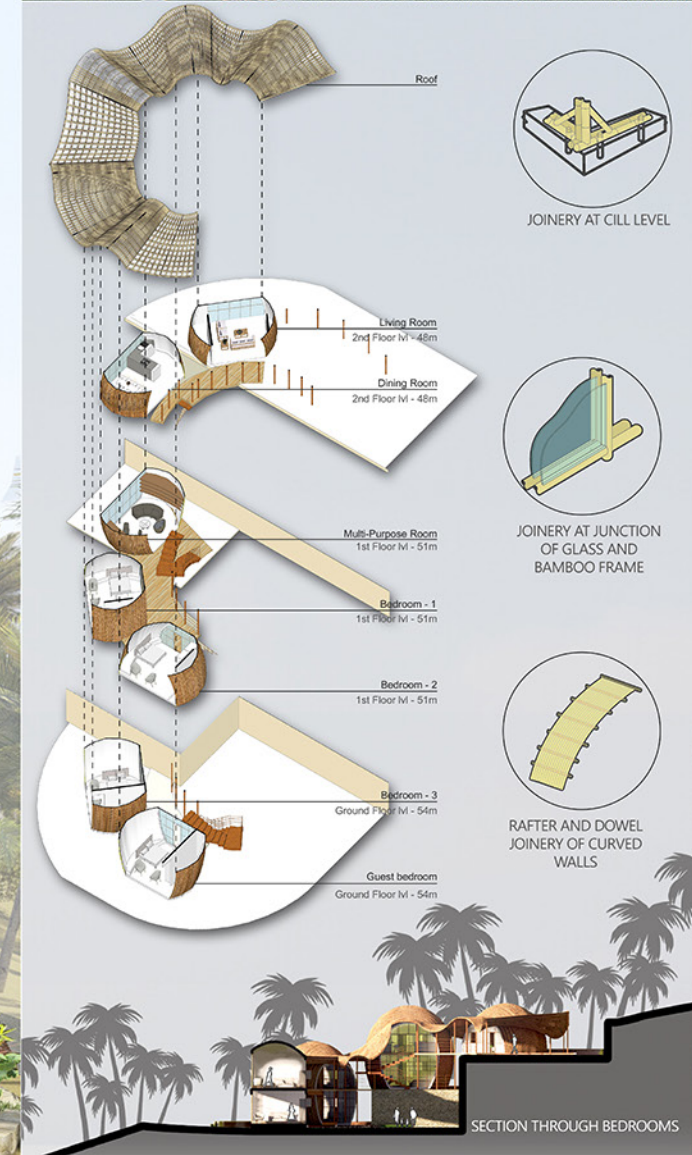 Roof
JOINERY AT CILL LEVEL
Living Room
2nd Floor lvl - 48m
Dining Room
2nd Floor lvl - 48m
JOINERY AT JUNCTION
OF GLASS AND
BAMBOO FRAME
Multi-Purpose Room
1st Floor lvl - 51m
Bedroom - 1
1st Floor lvl - 51m
Bedroom - 2
1st Floor lvl - 51m
Bedroom - 3
Ground Floor lvl - 54m
RAFTER AND DOWEL
JOINERY OF CURVED
WALLS
Guest bedroom
Ground Floor lvl - 54m
SECTION THROUGH BEDROOMS